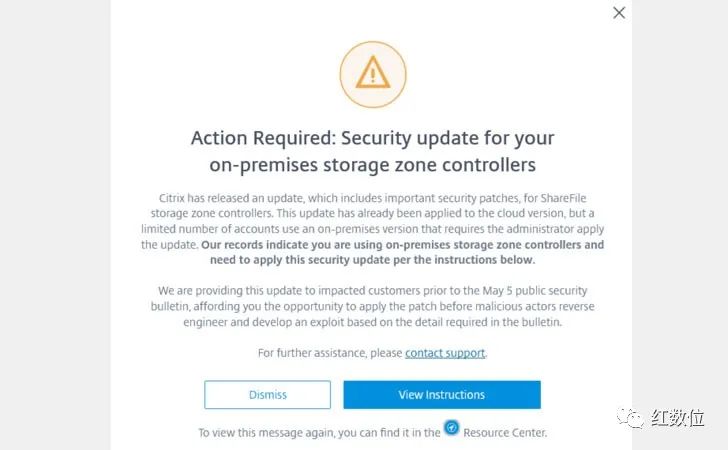 Action Required: Security update for your
on-premises storage zone controllers
Citrix has released an update, which includes important security patches, for ShareFile
storage zone controllers. This update has already been applied to the cloud version, but a
limited number of accounts use an on-premises version that requires the administrator apply
the update. Our records indicate you are using on-premises storage zone controllers and
need to apply this security update per the instructions below.
We are providing this update to impacted customers prior to the May 5 public security
bulletin, affording you the opportunity to apply the patch before malicious actors reverse
engineer and develop an exploit based on the detail required in the bulletin.
For further assistance, please contact support.
Dismiss
View Instructions
To view this message again, you can find it in the Resource Center.
红数位